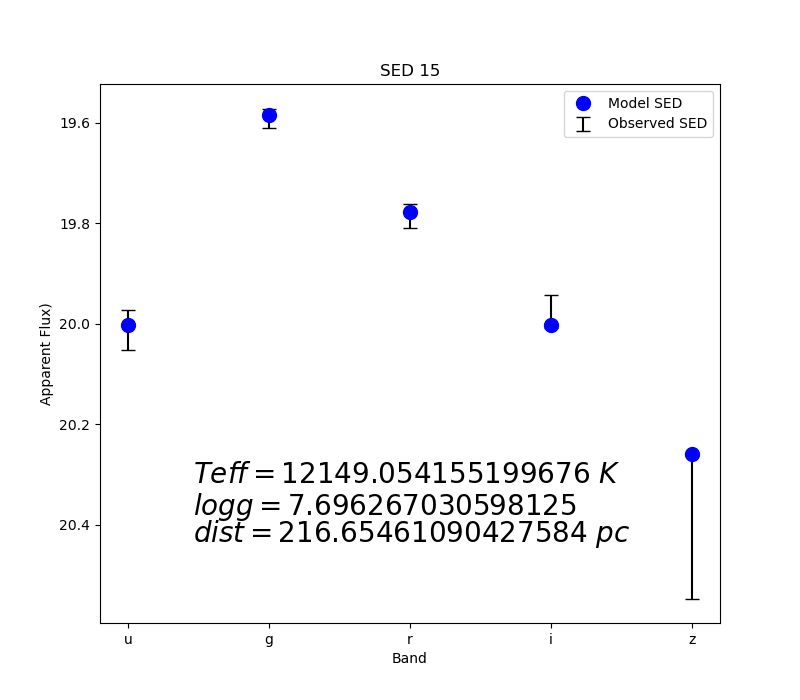 SED 15
Model SED
Observed SED
19.6
19.8
20.0
20.2
20.4
Apparent Flux)
Teff = 12149.054155199676 K
logg = 7.696267030598125
dist = 216.65461090427584 pc
u g r i z
Band